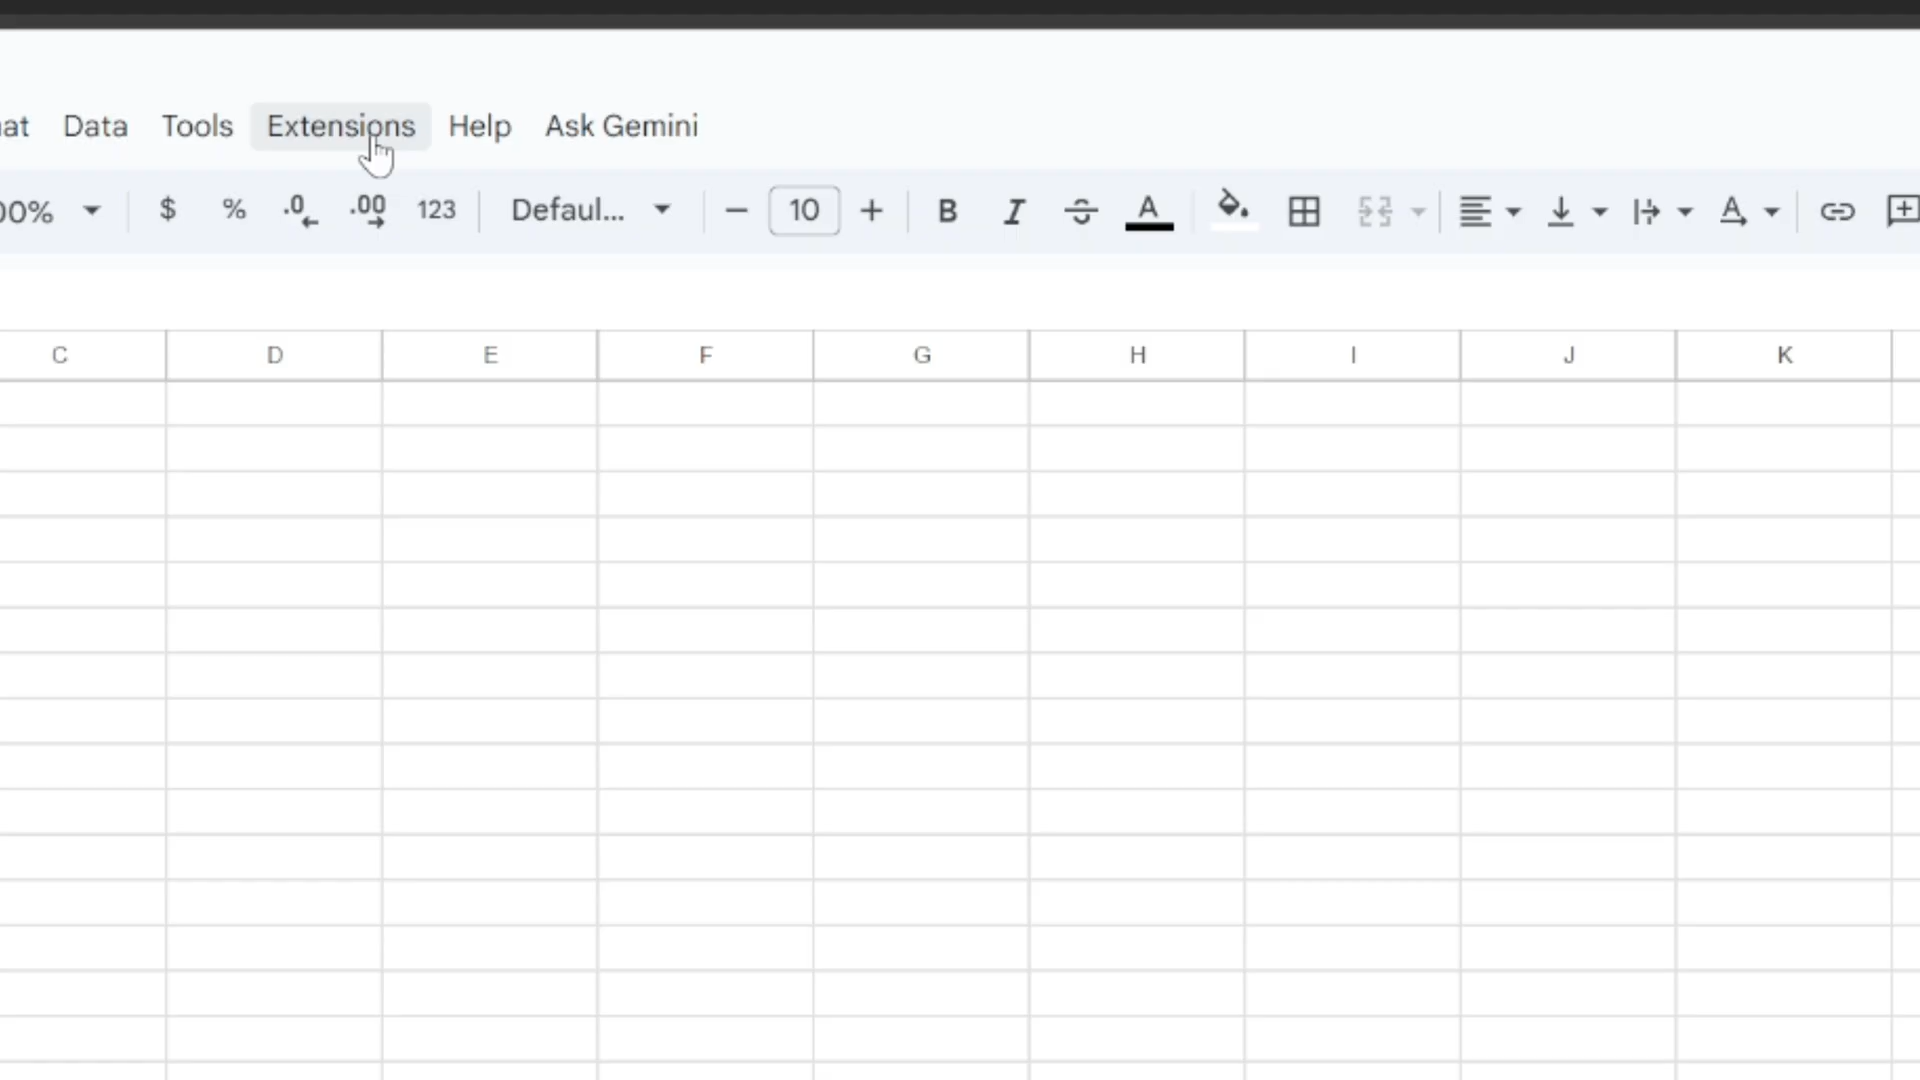 at Data Tools Extensions Help Ask Gemini
00% $ % .0 .00 123 Defaul... 10 B I S A A
C D E F G H I J K